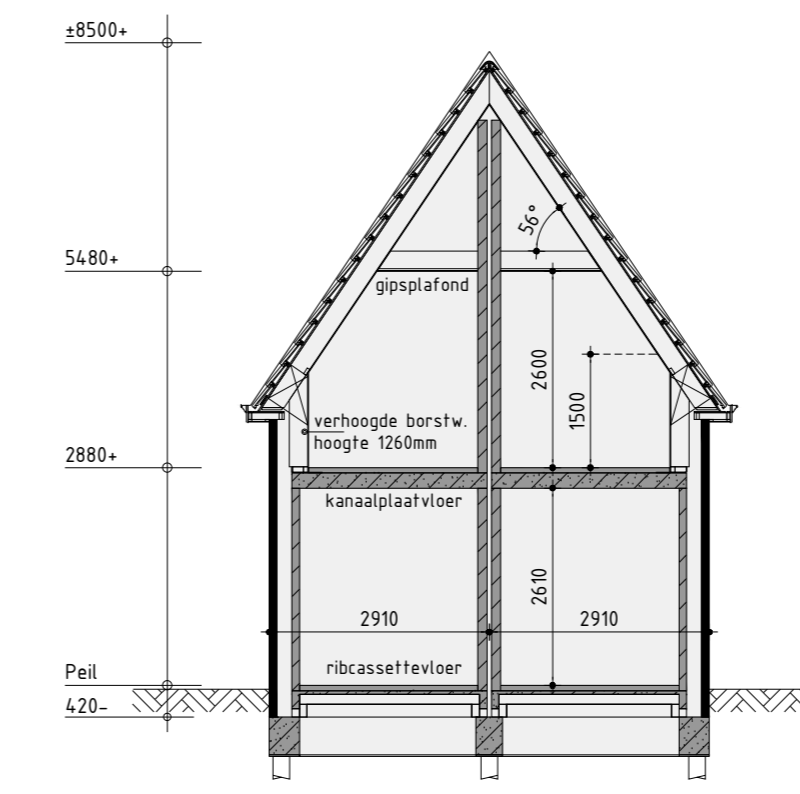 ±8500+
56°
5480+
gipsplafond
2600
1500
verhoogde borstw.
hoogte 1260mm
2880+
kanaalplaatvloer
2610
2910
2910
ribcassettevloer
Peil
420-